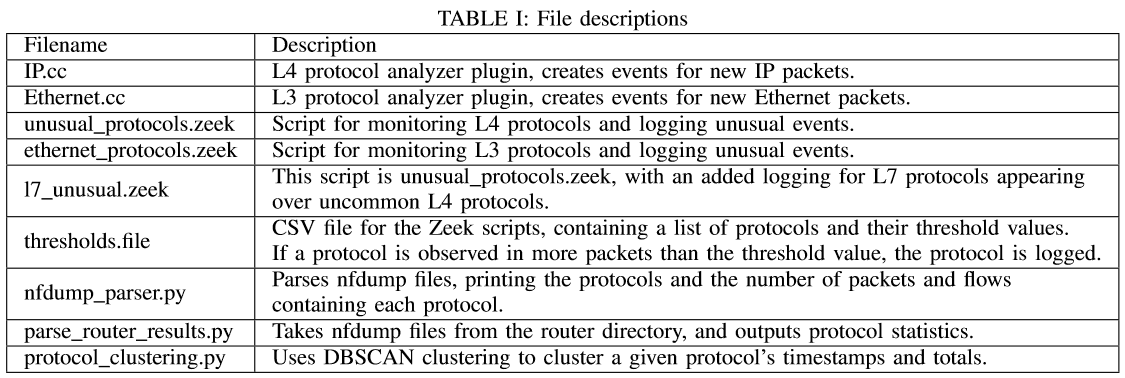 TABLE I: File descriptions
Filename Description
IP.cc L4 protocol analyzer plugin, creates events for new IP packets.
Ethernet.cc L3 protocol analyzer plugin, creates events for new Ethernet packets.
unusual_protocols.zeek Script for monitoring L4 protocols and logging unusual events.
ethernet_protocols.zeek Script for monitoring L3 protocols and logging unusual events.
l7_unusual.zeek This script is unusual_protocols.zeek, with an added logging for L7 protocols appearing
over uncommon L4 protocols.
thresholds.file CSV file for the Zeek scripts, containing a list of protocols and their threshold values.
If a protocol is observed in more packets than the threshold value, the protocol is logged.
nfdump_parser.py Parses nfdump files, printing the protocols and the number of packets and flows
containing each protocol.
parse_router_results.py Takes nfdump files from the router directory, and outputs protocol statistics.
protocol_clustering.py Uses DBSCAN clustering to cluster a given protocol's timestamps and totals.